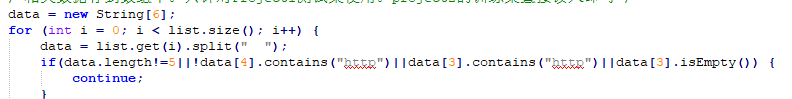 data = new String[6];
for (int i = 0; i < list.size(); i++) {
data = list.get(i).split("  ");
if(data.length!=5||!data[4].contains("http")||data[3].contains("http")||data[3].isEmpty()) {
continue;
}